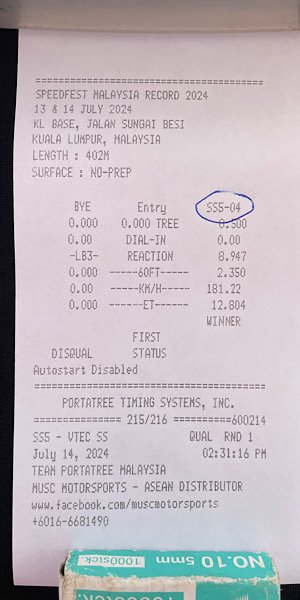 =====================================
SPEEDFEST MALAYSIA RECORD 2024
13 & 14 JULY 2024
KL BASE, JALAN SUNGAI BESI
KUALA LUMPUR, MALAYSIA
LENGTH : 402M
SURFACE : NO-PREP
BYE Entry SS5-04
0.000 0.000 TREE 0.500
0.00 DIAL-IN 0.00
-LB3- REACTION 8.947
0.000 -----60FT----- 2.350
0.00 -----KM/H----- 181.22
0.000 ------ET------ 12.804
WINNER
FIRST
DISQUAL STATUS
Autostart Disabled
=====================================
PORTATREE TIMING SYSTEMS, INC.
============== 215/216 =========600214
SS5 - VTEC SS QUAL RND 1
July 14, 2024 02:31:16 PM
TEAM PORTATREE MALAYSIA
MUSC MOTORSPORTS - ASEAN DISTRIBUTOR
www.facebook.com/muscmotorsports
+6016-6681490
NO.10 5mm
1000stck.
1000stck.